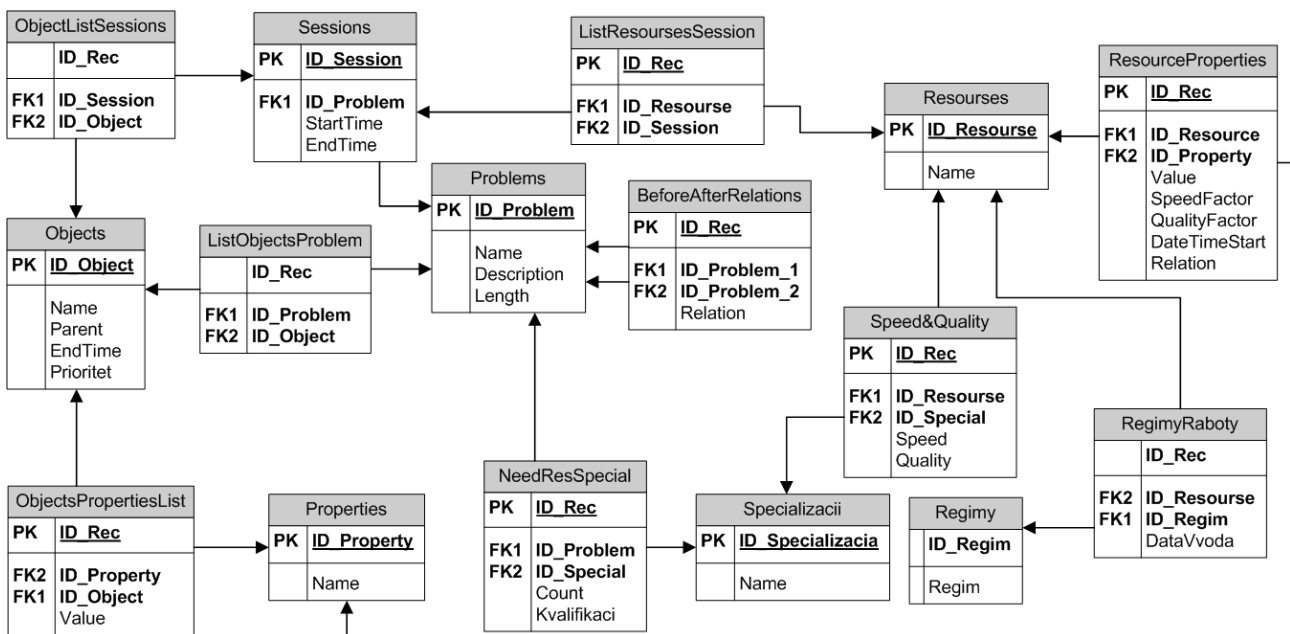 ObjectListSessions
ID_Rec
FK1 ID_Session
FK2 ID_Object
Sessions
PK ID_Session
FK1 ID_Problem
StartTime
EndTime
ListResoursesSession
PK ID_Rec
FK1 ID_Resourse
FK2 ID_Session
Resourses
PK ID_Resourse
Name
ResourceProperties
PK ID_Rec
FK1 ID_Resource
FK2 ID_Property
Value
SpeedFactor
QualityFactor
DateTimeStart
Relation
Objects
PK ID_Object
Name
Parent
EndTime
Prioritet
ListObjectsProblem
ID_Rec
FK1 ID_Problem
FK2 ID_Object
Problems
PK ID_Problem
Name
Description
Length
BeforeAfterRelations
PK ID_Rec
FK1 ID_Problem_1
FK2 ID_Problem_2
Relation
Speed&Quality
PK ID_Rec
FK1 ID_Resourse
FK2 ID_Special
Speed
Quality
RegimyRaboty
ID_Rec
FK2 ID_Resourse
FK1 ID_Regim
DataVvoda
ObjectsPropertiesList
PK ID_Rec
FK2 ID_Property
FK1 ID_Object
Value
Properties
PK ID_Property
Name
NeedResSpecial
PK ID_Rec
FK1 ID_Problem
FK2 ID_Special
Count
Kvalifikaci
Specializacii
PK ID_Specializacia
Name
Regimy
ID_Regim
Regim